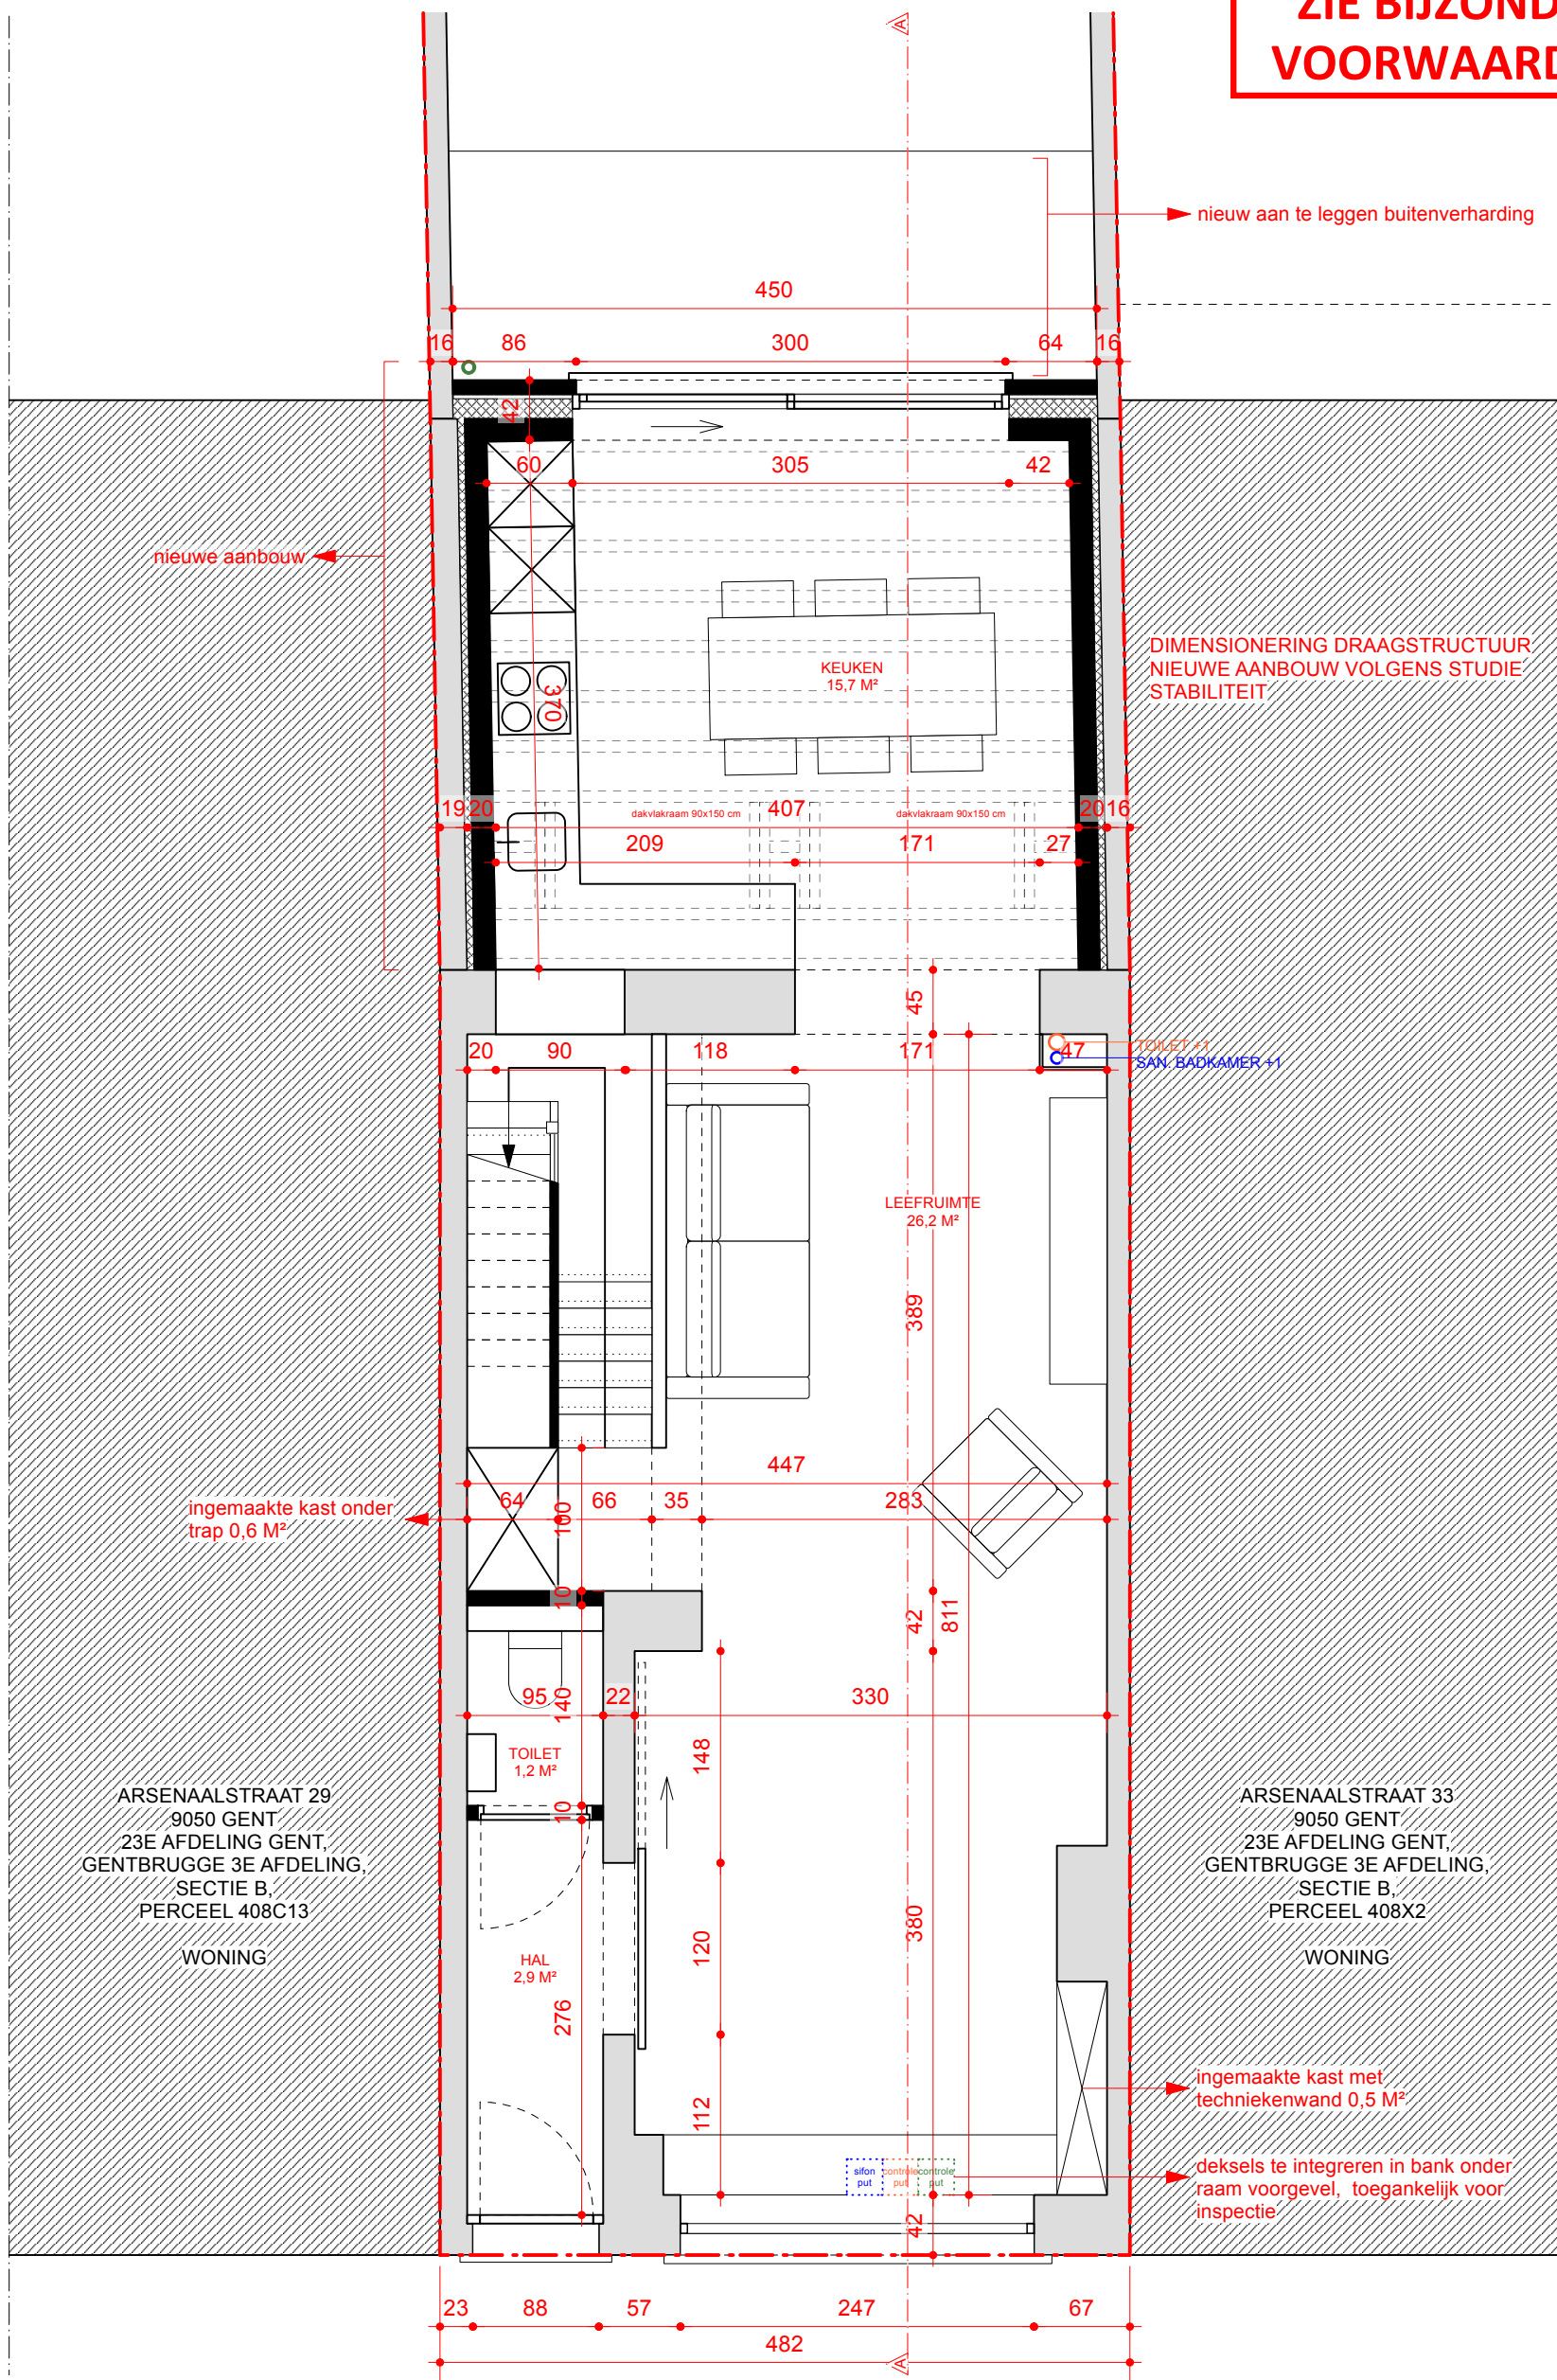 ZIE BIJZOND
VOORWAARD
A
nieuw aan te leggen buitenverharding
450
16 86 300 64 16
42
60 305 42
nieuwe aanbouw
KEUKEN
15,7 M²
370
DIMENSIONERING DRAAGSTRUCTUUR
NIEUWE AANBOUW VOLGENS STUDIE
STABILITEIT
19 20 407 20 16
dakvlakraam 90x150 cm dakvlakraam 90x150 cm
209 171 27
45
TOILET +1
SAN. BADKAMER +1
20 90 118 171 47
LEEFRUIMTE
26,2 M²
389
447
64 66 35 283
100
ingemaakte kast onder
trap 0,6 M²
10
42
811
95 22 330
140
148
TOILET
1,2 M²
10
ARSENAALSTRAAT 29
9050 GENT
23E AFDELING GENT,
GENTBRUGGE 3E AFDELING,
SECTIE B,
PERCEEL 408C13
WONING
ARSENAALSTRAAT 33
9050 GENT
23E AFDELING GENT,
GENTBRUGGE 3E AFDELING,
SECTIE B,
PERCEEL 408X2
WONING
380
120
HAL
2,9 M²
276
112
ingemaakte kast met
techniekenwand 0,5 M²
sifon
put
controle
put
controle
put
deksels te integreren in bank onder
raam voorgevel, toegankelijk voor
inspectie
42
23 88 57 247 67
482
A